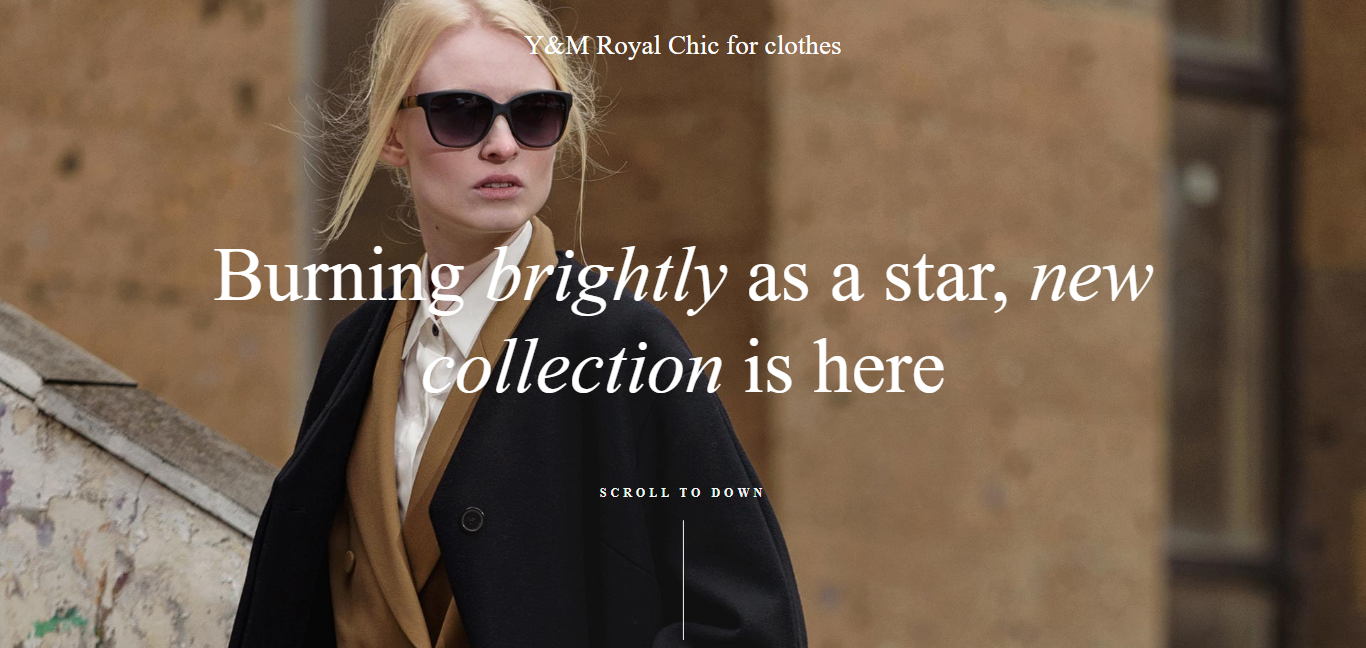 Y&M Royal Chic for clothes
Burning brightly as a star, new
collection is here
SCROLL TO DOWN